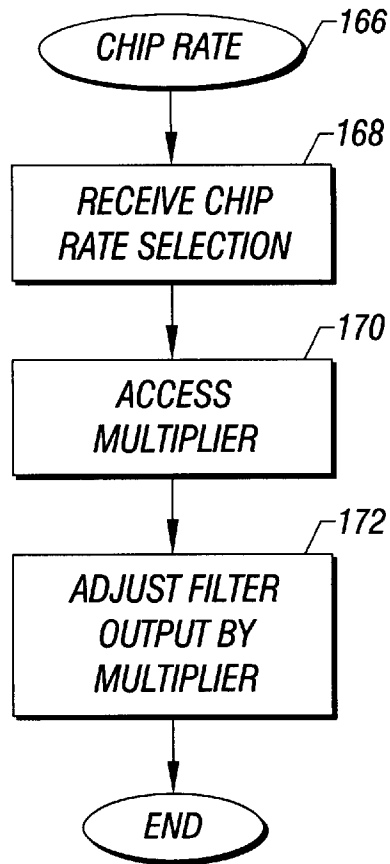 CHIP RATE
166
168
RECEIVE CHIP
RATE SELECTION
170
ACCESS
MULTIPLIER
172
ADJUST FILTER
OUTPUT BY
MULTIPLIER
END